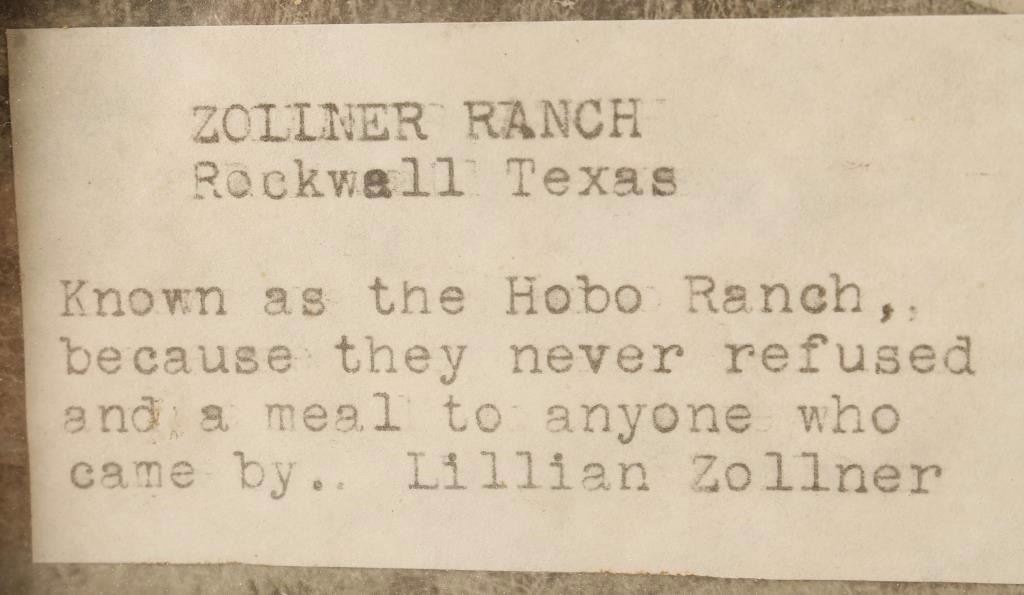 ZOLLNER RANCH
Rockwall Texas
Known as the Hobo Ranch,,
because they never refused
and a meal to anyone who
came by.. Lillian Zollner